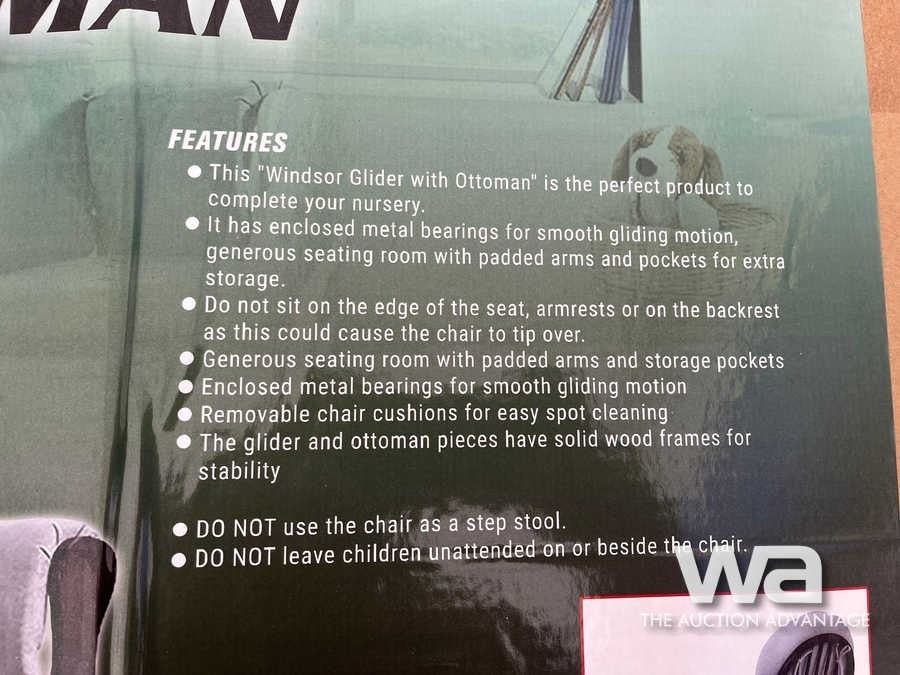 MAN
FEATURES
● This "Windsor Glider with Ottoman" is the perfect product to
complete your nursery.
● It has enclosed metal bearings for smooth gliding motion,
generous seating room with padded arms and pockets for extra
storage.
● Do not sit on the edge of the seat, armrests or on the backrest
as this could cause the chair to tip over.
● Generous seating room with padded arms and storage pockets
● Enclosed metal bearings for smooth gliding motion
● Removable chair cushions for easy spot cleaning
● The glider and ottoman pieces have solid wood frames for
stability
● DO NOT use the chair as a step stool.
● DO NOT leave children unattended on or beside the chair.
wa
THE AUCTION ADVANTAGE